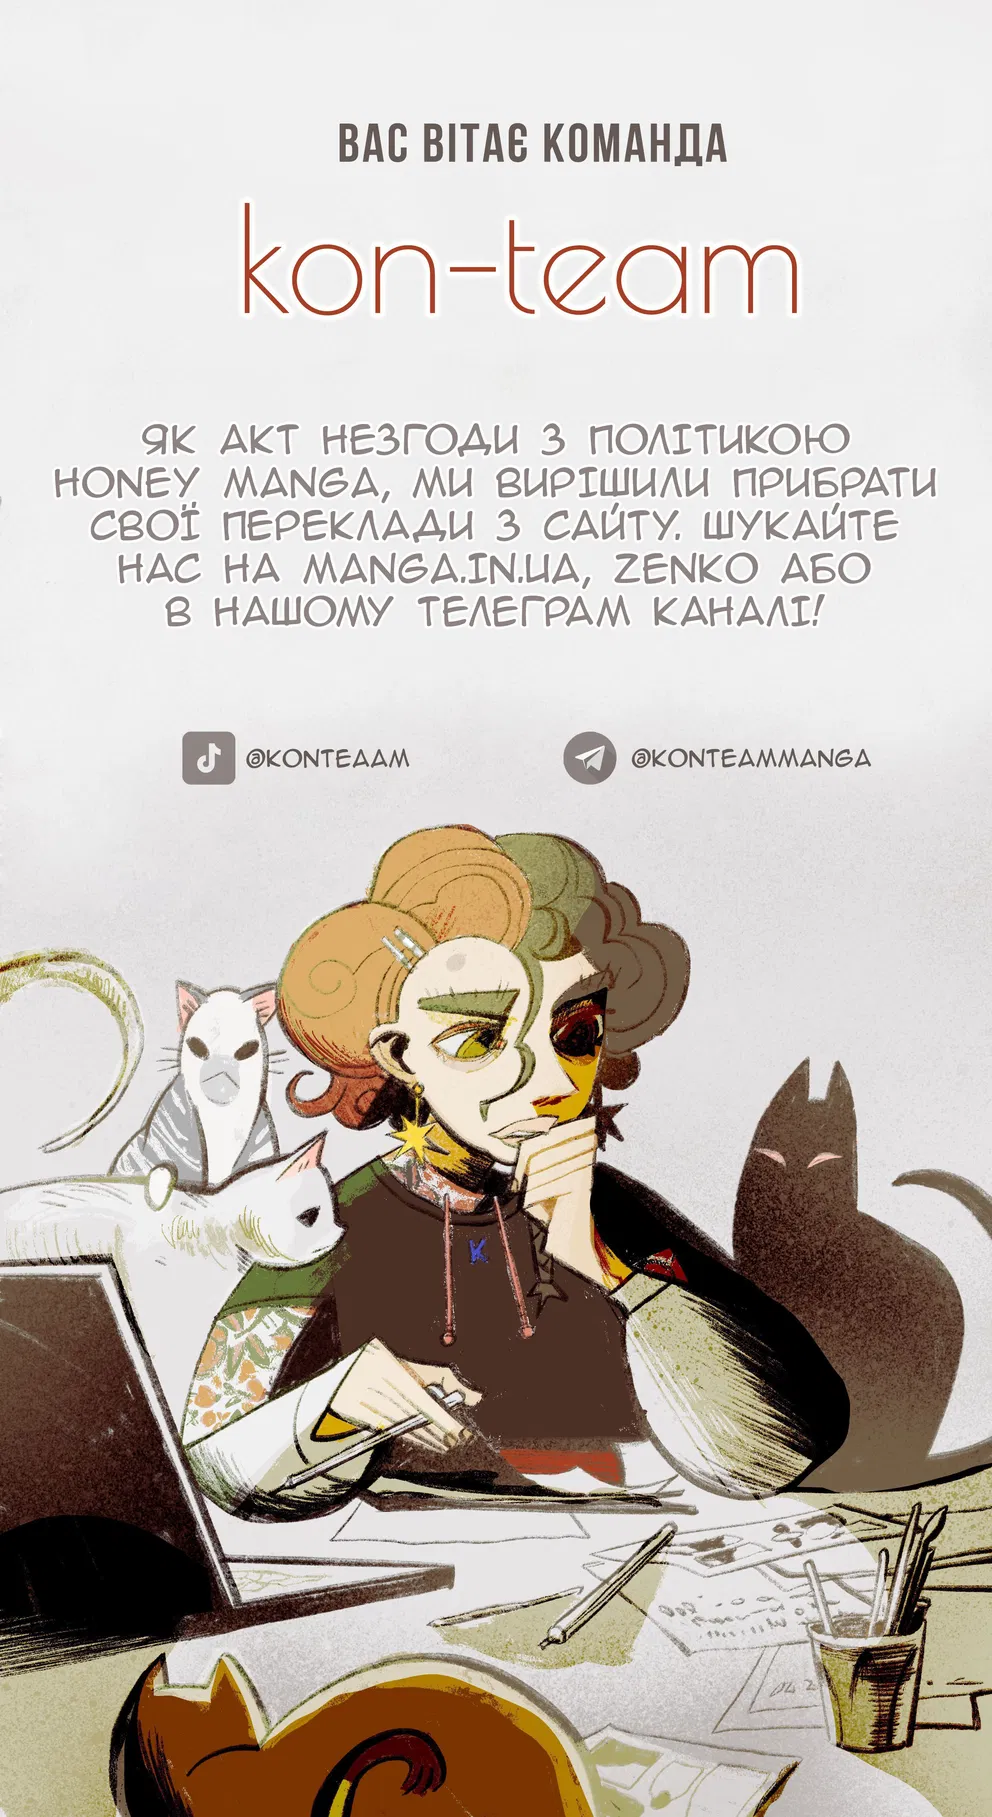 ВАС ВІТАЄ КОМАНДА
kon-team
ЯК АКТ НЕЗГОДИ З ПОЛІТИКОЮ
HONEY MANGA, МИ ВИРІШИЛИ ПРИБРАТИ
СВОЇ ПЕРЕКЛАДИ З САЙТУ. ШУКАЙТЕ
НАС НА MANGA.IN.UA, ZENKO АБО
В НАШОМУ ТЕЛЕГРАМ КАНАЛІ!
@KONTEAAM
@KONTEAMMANGA
K